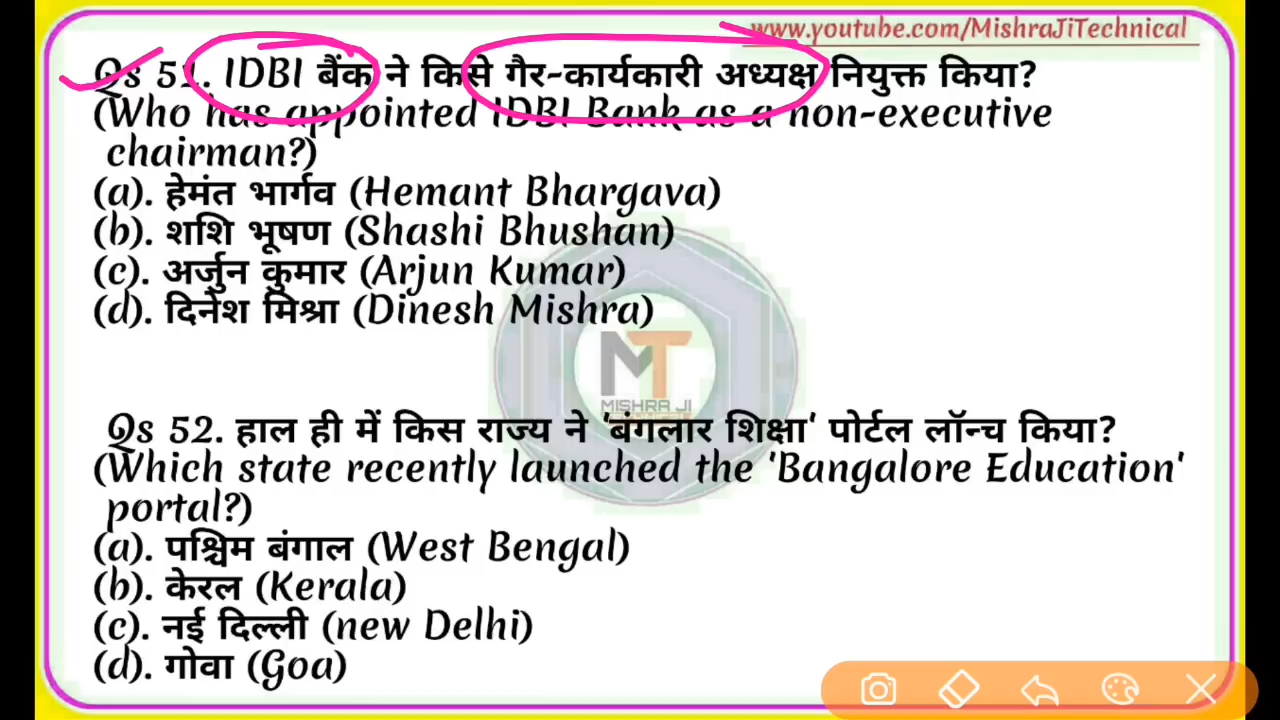 www.youtube.com/MishraJiTechnical
Qs 51. IDBI बैंक ने किसे गैर-कार्यकारी अध्यक्ष नियुक्त किया?
(Who has appointed IDBI Bank as a non-executive
chairman?)
(a). हेमंत भार्गव (Hemant Bhargava)
(b). शशि भूषण (Shashi Bhushan)
(c). अर्जुन कुमार (Arjun Kumar)
(d). दिनेश मिश्रा (Dinesh Mishra)
MT
MISHRA JI
Qs 52. हाल ही में किस राज्य ने 'बंगलार शिक्षा' पोर्टल लॉन्च किया?
(Which state recently launched the 'Bangalore Education'
portal?)
(a). पश्चिम बंगाल (West Bengal)
(b). केरल (Kerala)
(c). नई दिल्ली (new Delhi)
(d). गोवा (Goa)